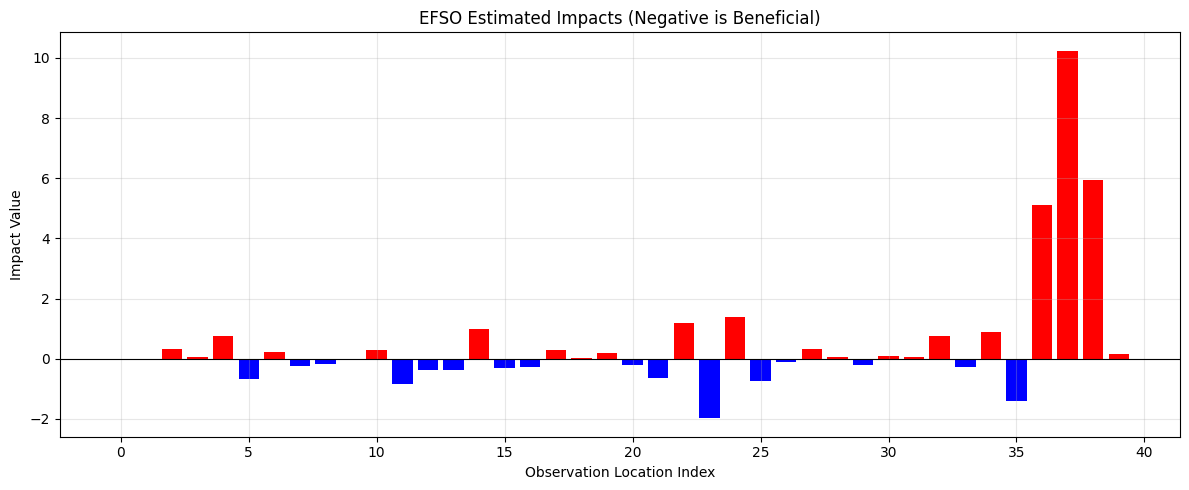 EFSO Estimated Impacts (Negative is Beneficial)
Impact Value
10
8
6
4
2
0
−2
0 5 10 15 20 25 30 35 40
Observation Location Index